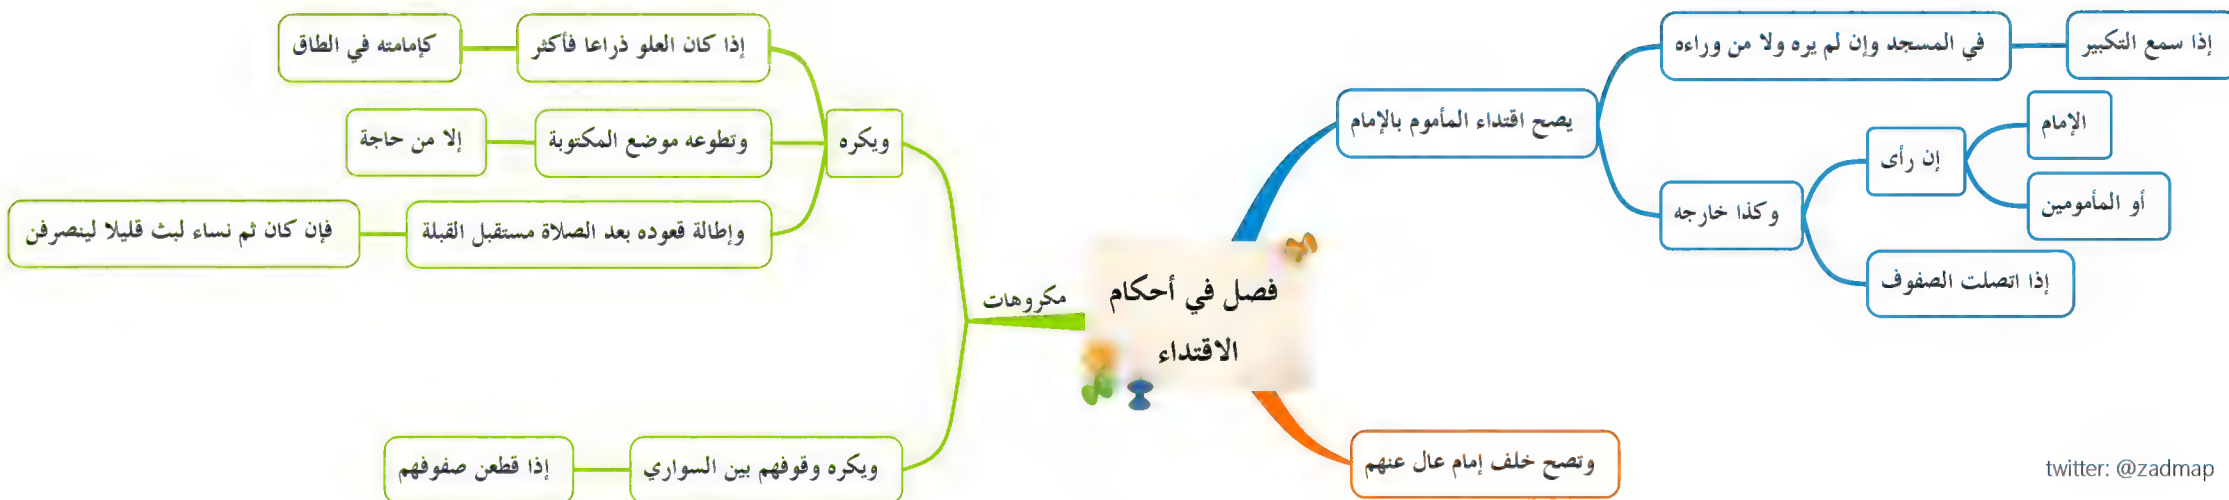 فصل في أحكام
الاقتداء
يصح اقتداء المأموم بالإمام
في المسجد وإن لم يره ولا من وراءه
إذا سمع التكبير
وكذا خارجه
إن رأى
الإمام
أو المأمومين
إذا اتصلت الصفوف
وتصح خلف إمام عال عنهم
مكروهات
ويكره
إذا كان العلو ذراعا فأكثر
كإمامته في الطاق
وتطوعه موضع المكتوبة
إلا من حاجة
وإطالة قعوده بعد الصلاة مستقبل القبلة
فإن كان ثم نساء لبث قليلا لينصرفن
ويكره وقوفهم بين السواري
إذا قطعن صفوفهم
twitter: @zadmap